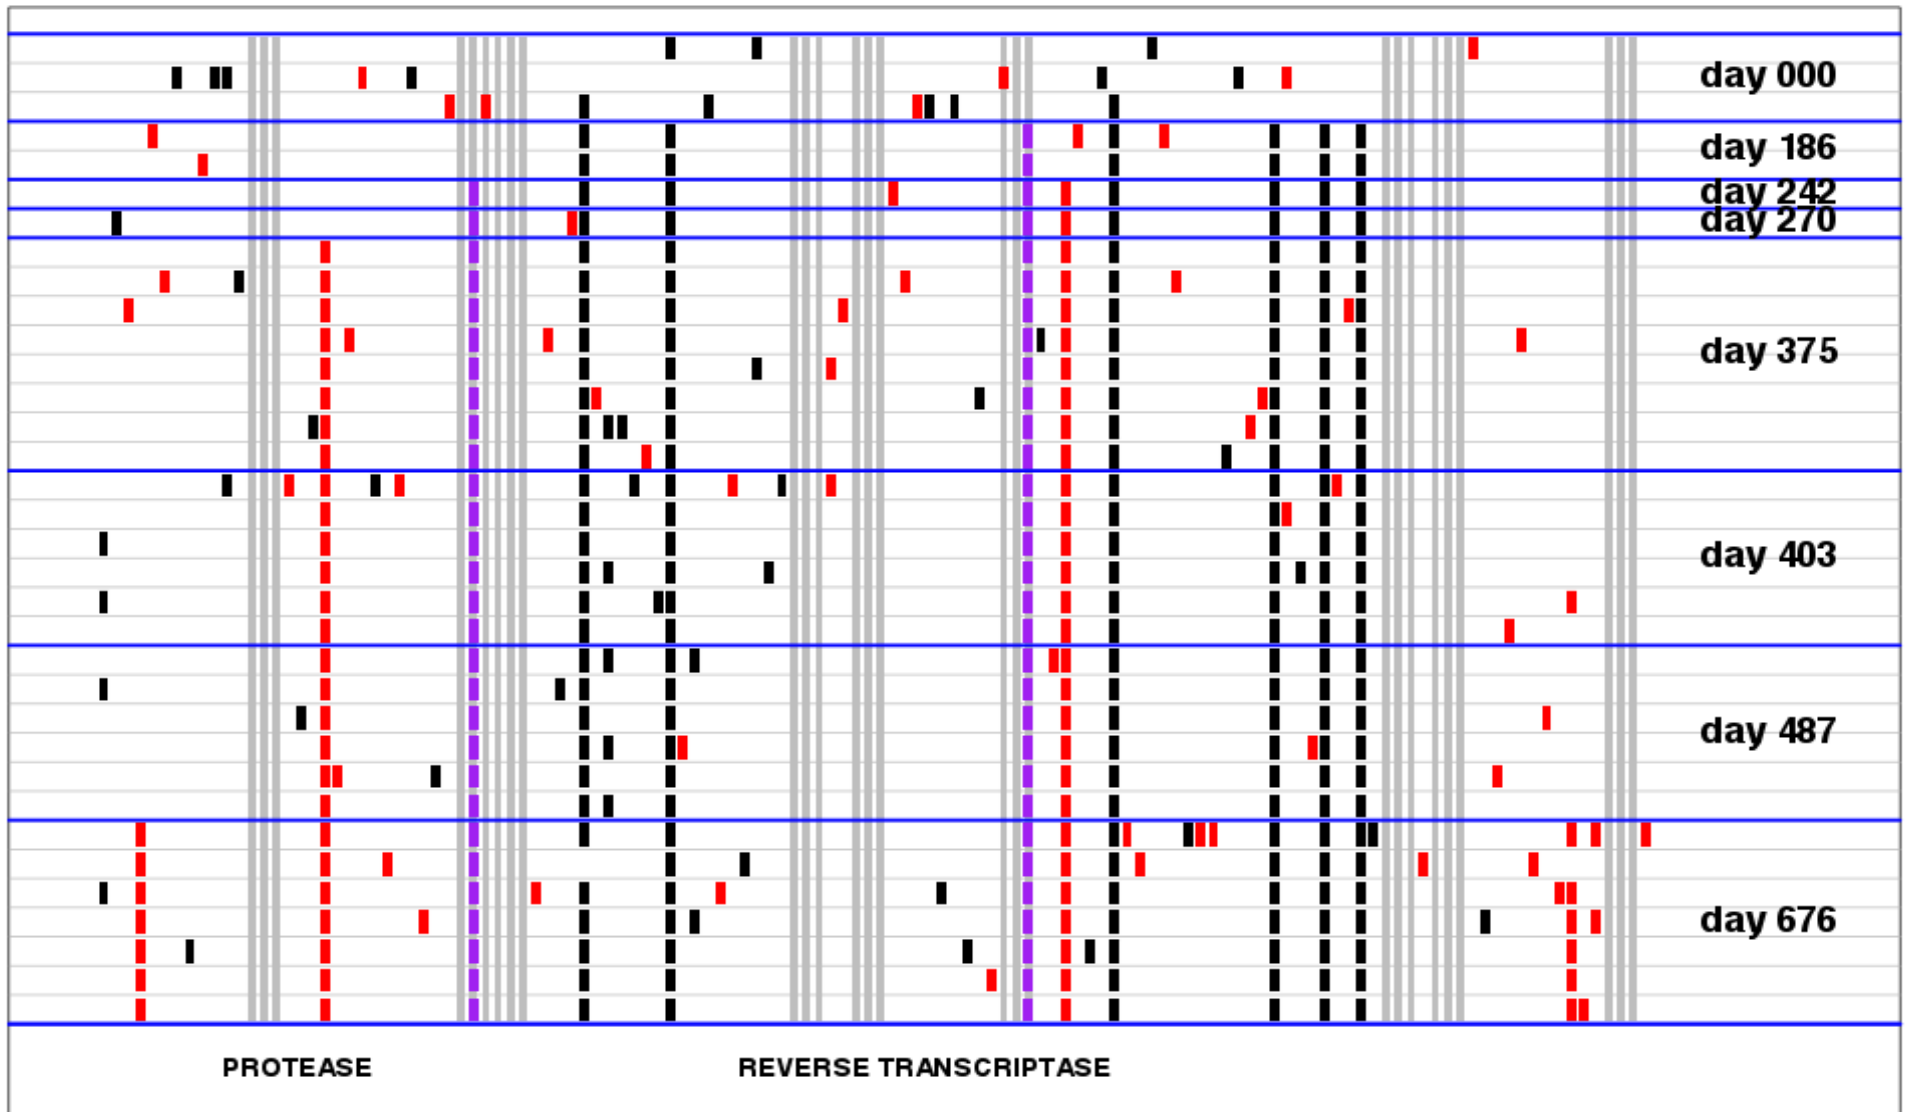 day 000
day 186
day 242
day 270
day 375
day 403
day 487
day 676
PROTEASE
REVERSE TRANSCRIPTASE